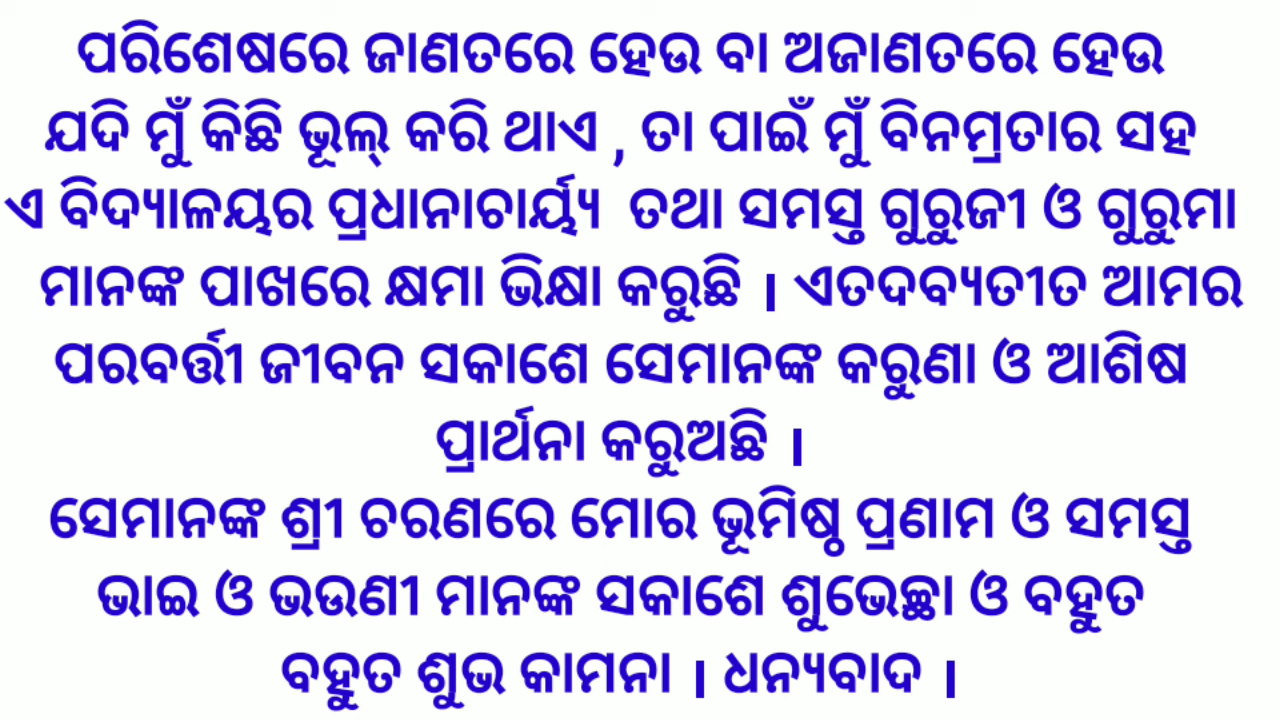 ପରିଶେଷରେ ଜାଣତରେ ହେଉ ବା ଅଜାଣତରେ ହେଉ
ଯଦି ମୁଁ କିଛି ଭୂଲ୍ କରି ଥାଏ , ତା ପାଇଁ ମୁଁ ବିନମ୍ରତାର ସହ
ଏ ବିଦ୍ୟାଳୟର ପ୍ରଧାନାଚାର୍ଯ୍ୟ ତଥା ସମସ୍ତ ଗୁରୁଜୀ ଓ ଗୁରୁମା
ମାନଙ୍କ ପାଖରେ କ୍ଷମା ଭିକ୍ଷା କରୁଛି । ଏତଦବ୍ୟତୀତ ଆମର
ପରବର୍ତ୍ତୀ ଜୀବନ ସକାଶେ ସେମାନଙ୍କ କରୁଣା ଓ ଆଶିଷ
ପ୍ରାର୍ଥନା କରୁଅଛି ।
ସେମାନଙ୍କ ଶ୍ରୀ ଚରଣରେ ମୋର ଭୂମିଷ୍ଠ ପ୍ରଣାମ ଓ ସମସ୍ତ
ଭାଇ ଓ ଭଉଣୀ ମାନଙ୍କ ସକାଶେ ଶୁଭେଚ୍ଛା ଓ ବହୁତ
ବହୁତ ଶୁଭ କାମନା । ଧନ୍ୟବାଦ ।